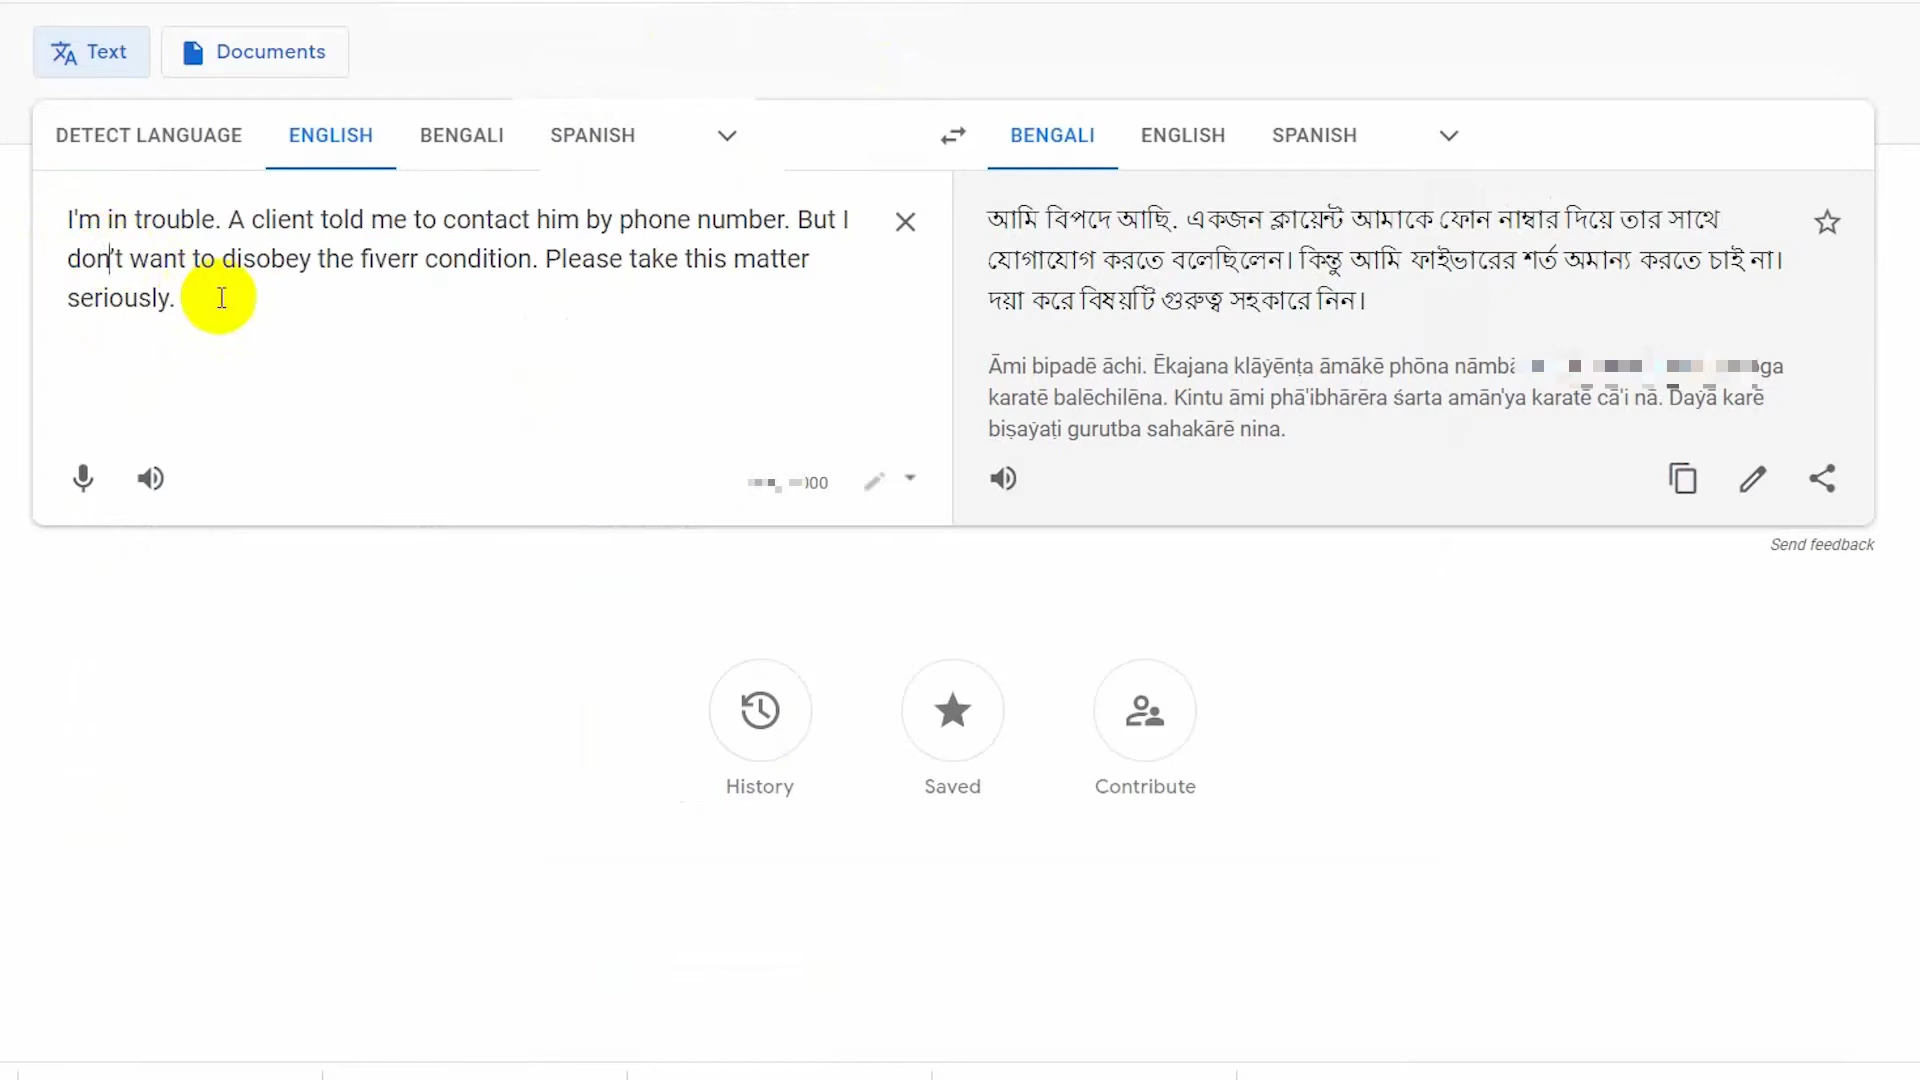 Text
Documents
DETECT LANGUAGE ENGLISH BENGALI SPANISH
BENGALI ENGLISH SPANISH
I'm in trouble. A client told me to contact him by phone number. But I
don't want to disobey the fiverr condition. Please take this matter
seriously.
আমি বিপদে আছি. একজন ক্লায়েন্ট আমাকে ফোন নাম্বার দিয়ে তার সাথে
যোগাযোগ করতে বলেছিলেন। কিন্তু আমি ফাইভারের শর্ত অমান্য করতে চাই না।
দয়া করে বিষয়টি গুরুত্ব সহকারে নিন।
Āmi bipadē āchi. Ēkajana klāẏēnṭa āmākē phōna
karatē balēchilēna. Kintu āmi phā'ibhārēra śarta amān'ya karatē cā'i nā. Daẏā karē
biṣaẏaṭi gurutba sahakārē nina.
Send feedback
History
Saved
Contribute